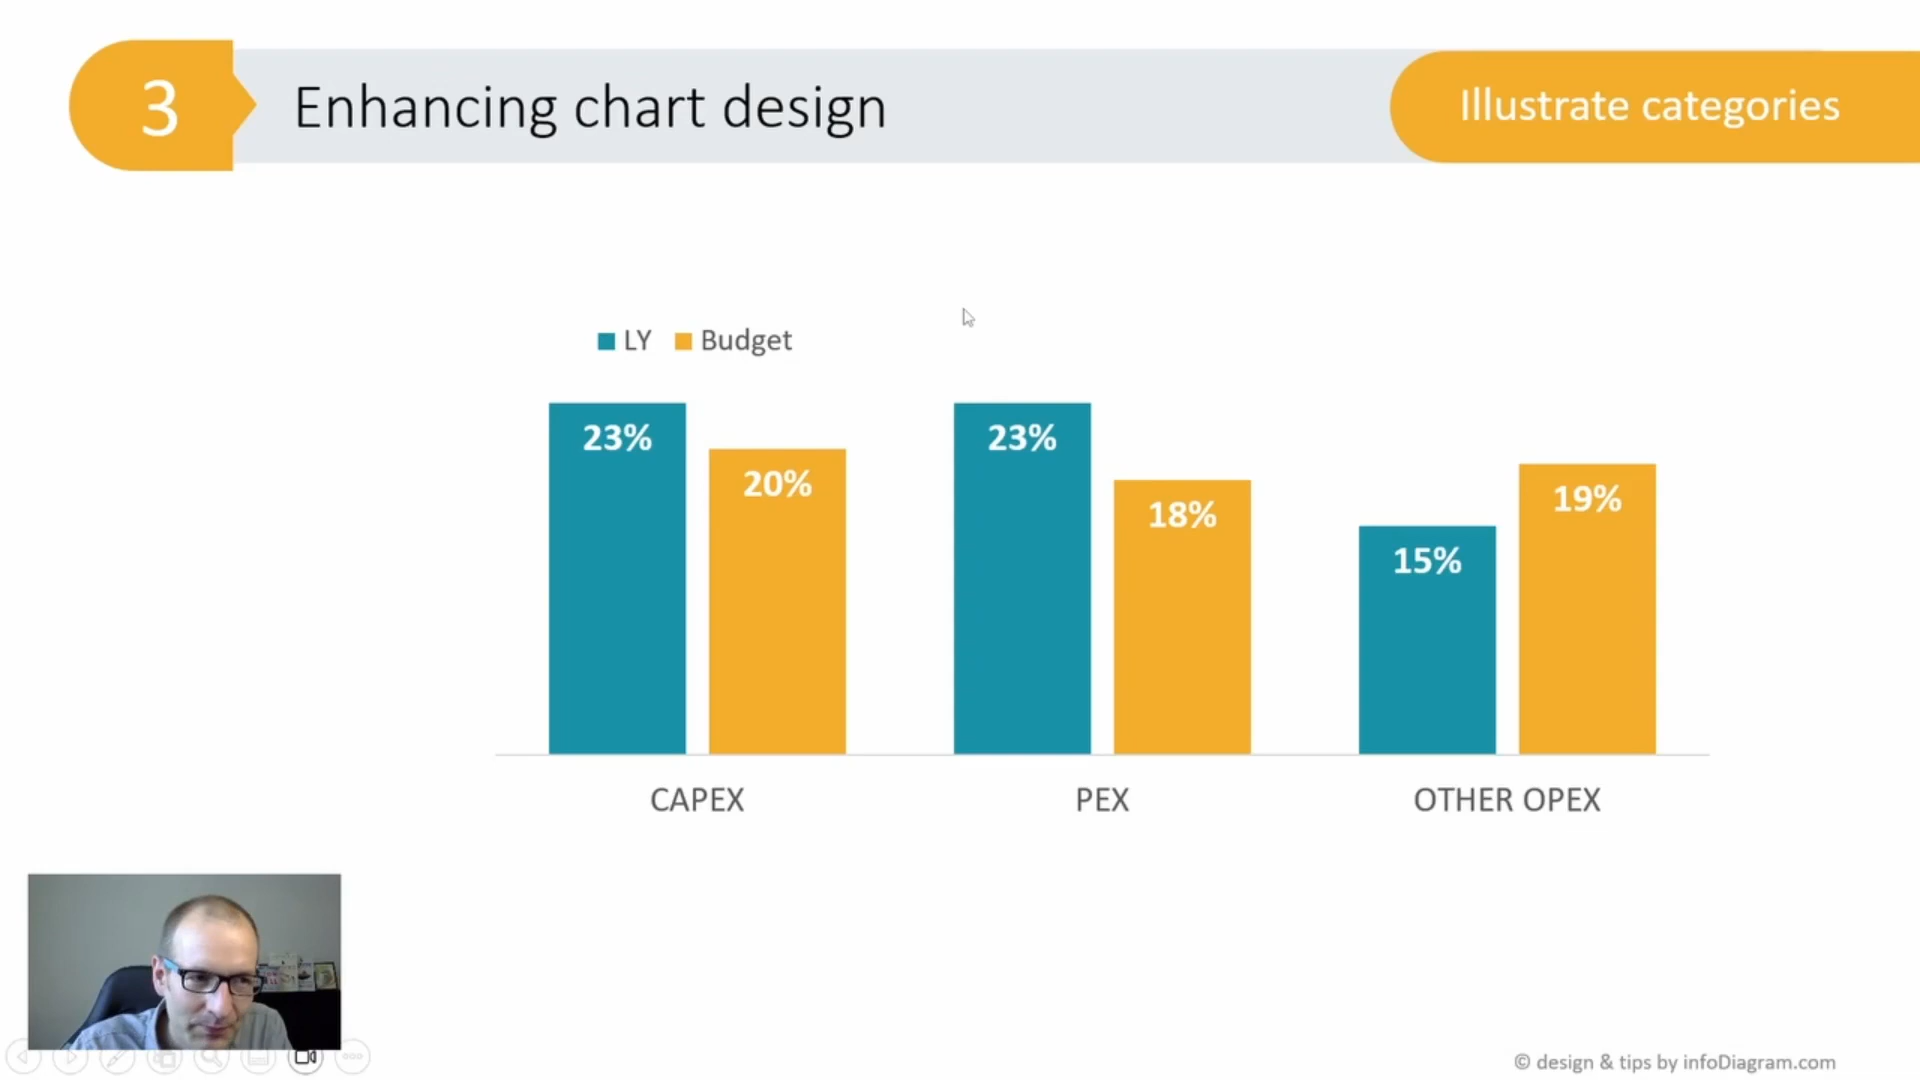 3
Enhancing chart design
Illustrate categories
LY Budget
23% 20% 23% 18% 15% 19%
CAPEX PEX OTHER OPEX
© design & tips by infoDiagram.com